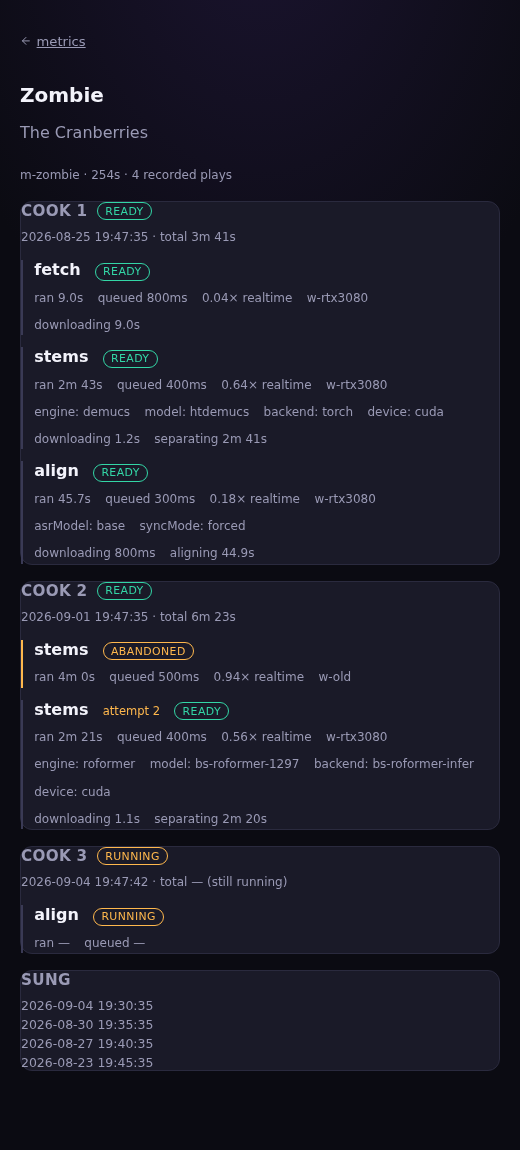 ← metrics
Zombie
The Cranberries
m-zombie · 254s · 4 recorded plays
COOK 1 READY
2026-08-25 19:47:35 · total 3m 41s
fetch READY
ran 9.0s queued 800ms 0.04× realtime w-rtx3080
downloading 9.0s
stems READY
ran 2m 43s queued 400ms 0.64× realtime w-rtx3080
engine: demucs model: htdemucs backend: torch device: cuda
downloading 1.2s separating 2m 41s
align READY
ran 45.7s queued 300ms 0.18× realtime w-rtx3080
asrModel: base syncMode: forced
downloading 800ms aligning 44.9s
COOK 2 READY
2026-09-01 19:47:35 · total 6m 23s
stems ABANDONED
ran 4m 0s queued 500ms 0.94× realtime w-old
stems attempt 2 READY
ran 2m 21s queued 400ms 0.56× realtime w-rtx3080
engine: roformer model: bs-roformer-1297 backend: bs-roformer-infer
device: cuda
downloading 1.1s separating 2m 20s
COOK 3 RUNNING
2026-09-04 19:47:42 · total — (still running)
align RUNNING
ran — queued —
SUNG
2026-09-04 19:30:35
2026-08-30 19:35:35
2026-08-27 19:40:35
2026-08-23 19:45:35